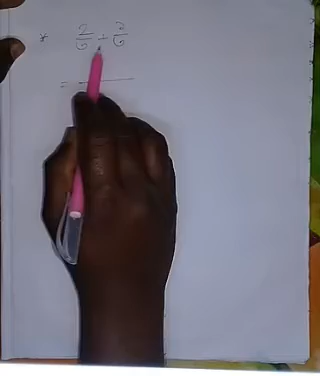 * 2/6 + 2/6
=